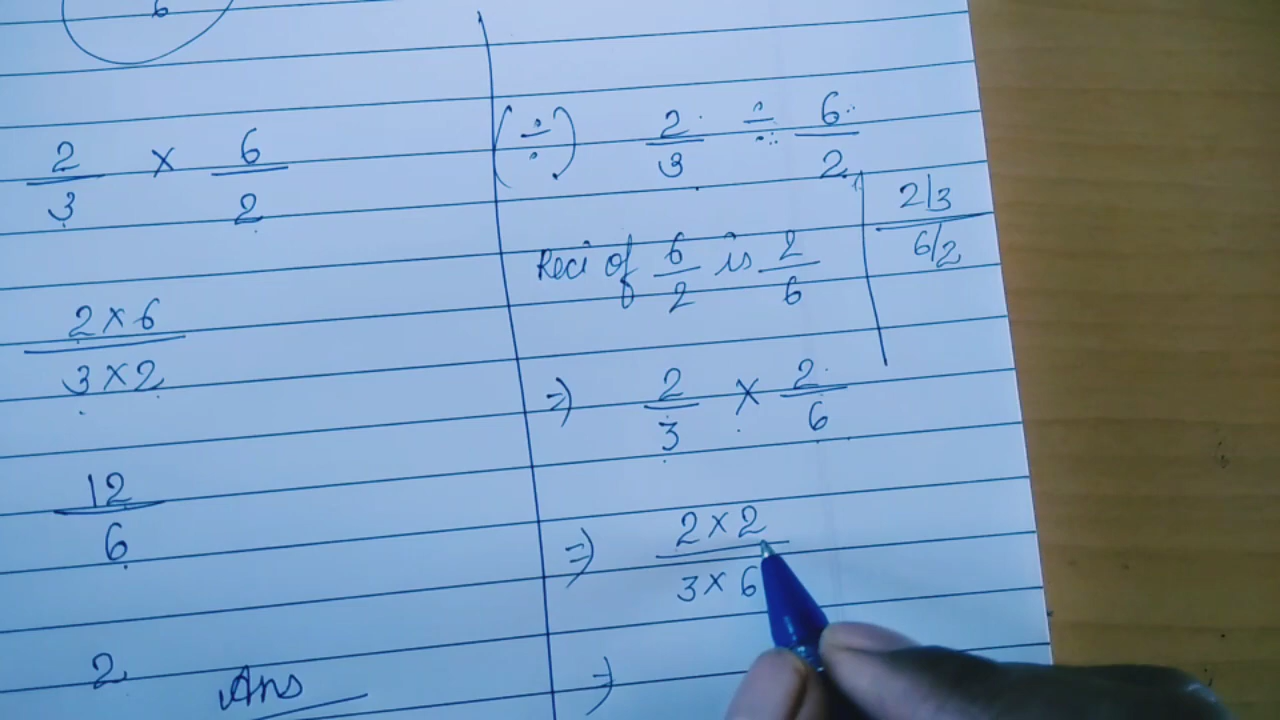 6
2/3 × 6/2
2×6/3×2
12/6
2 Ans
(÷) 2/3 ÷ 6/2
2/3
6/2
Reci of 6/2 is 2/6
⇒ 2/3 × 2/6
⇒ 2×2/3×6
⇒